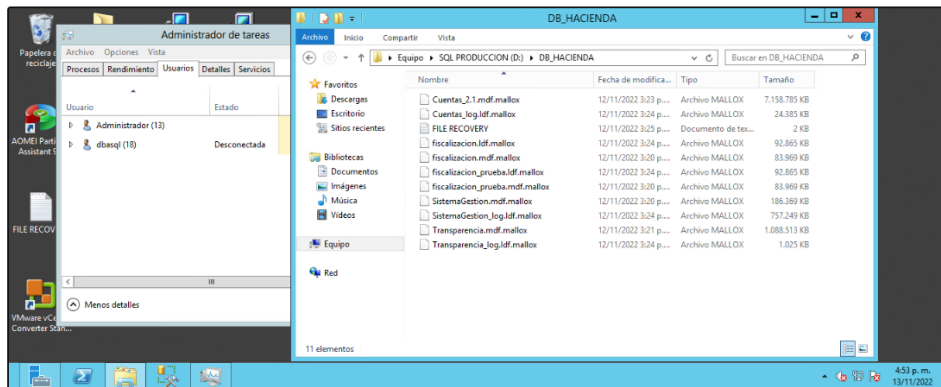 Papelera d
reciclaje
AOMEI Parti
Assistant 9
FILE RECOV
VMware vCe
Converter Stan...
Administrador de tareas
Archivo Opciones Vista
Procesos Rendimiento Usuarios Detalles Servicios
Usuario Estado
Administrador (13)
dbasql (18) Desconectada
Menos detalles
DB_HACIENDA
Archivo Inicio Compartir Vista
Equipo SQL PRODUCCION (D:) DB_HACIENDA
Buscar en DB_HACIENDA
Favoritos
Descargas
Escritorio
Sitios recientes
Bibliotecas
Documentos
Imágenes
Música
Vídeos
Equipo
Red
Nombre Fecha de modifica... Tipo Tamaño
Cuentas_2.1.mdf.mallox 12/11/2022 3:23 p.... Archivo MALLOX 7.158.785 KB
Cuentas_log.ldf.mallox 12/11/2022 3:24 p.... Archivo MALLOX 24.385 KB
FILE RECOVERY 12/11/2022 3:25 p.... Documento de tex... 2 KB
fiscalizacion.ldf.mallox 12/11/2022 3:24 p.... Archivo MALLOX 92.865 KB
fiscalizacion.mdf.mallox 12/11/2022 3:20 p.... Archivo MALLOX 83.969 KB
fiscalizacion_prueba.ldf.mallox 12/11/2022 3:24 p.... Archivo MALLOX 92.865 KB
fiscalizacion_prueba.mdf.mallox 12/11/2022 3:20 p.... Archivo MALLOX 83.969 KB
SistemaGestion.mdf.mallox 12/11/2022 3:20 p.... Archivo MALLOX 186.369 KB
SistemaGestion_log.ldf.mallox 12/11/2022 3:24 p.... Archivo MALLOX 757.249 KB
Transparencia.mdf.mallox 12/11/2022 3:21 p.... Archivo MALLOX 1.088.513 KB
Transparencia_log.ldf.mallox 12/11/2022 3:24 p.... Archivo MALLOX 1.025 KB
11 elementos
4:53 p. m.
13/11/2022